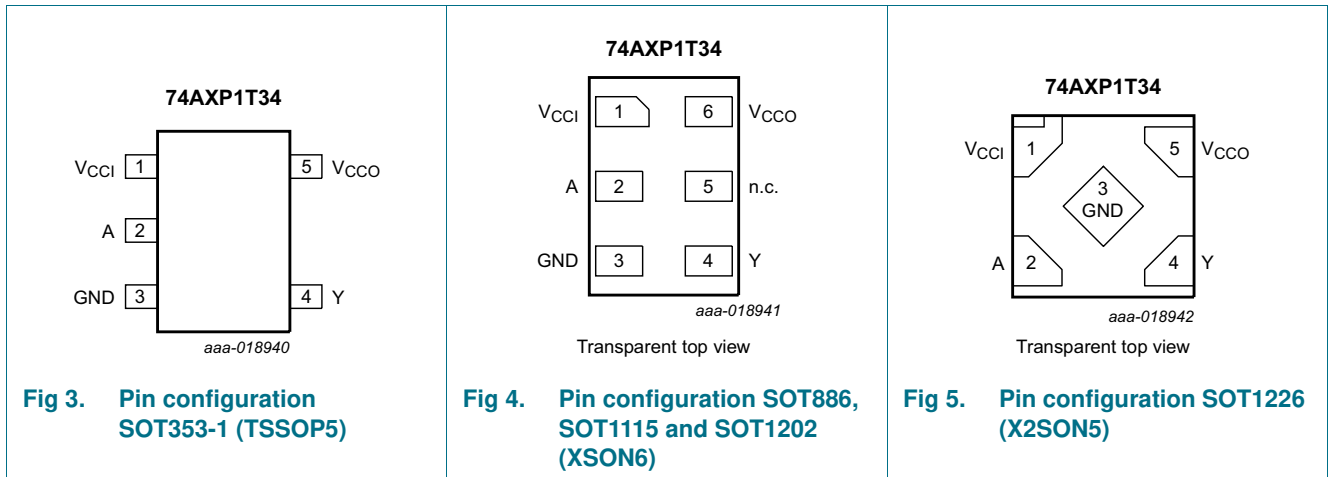 74AXP1T34
VCCI 1 5 VCCO
A 2
GND 3 4 Y
aaa-018940
Fig 3. Pin configuration
SOT353-1 (TSSOP5)
74AXP1T34
VCCI 1 6 VCCO
A 2 5 n.c.
GND 3 4 Y
aaa-018941
Transparent top view
Fig 4. Pin configuration SOT886,
SOT1115 and SOT1202
(XSON6)
74AXP1T34
VCCI 1 5 VCCO
3
GND
A 2 4 Y
aaa-018942
Transparent top view
Fig 5. Pin configuration SOT1226
(X2SON5)